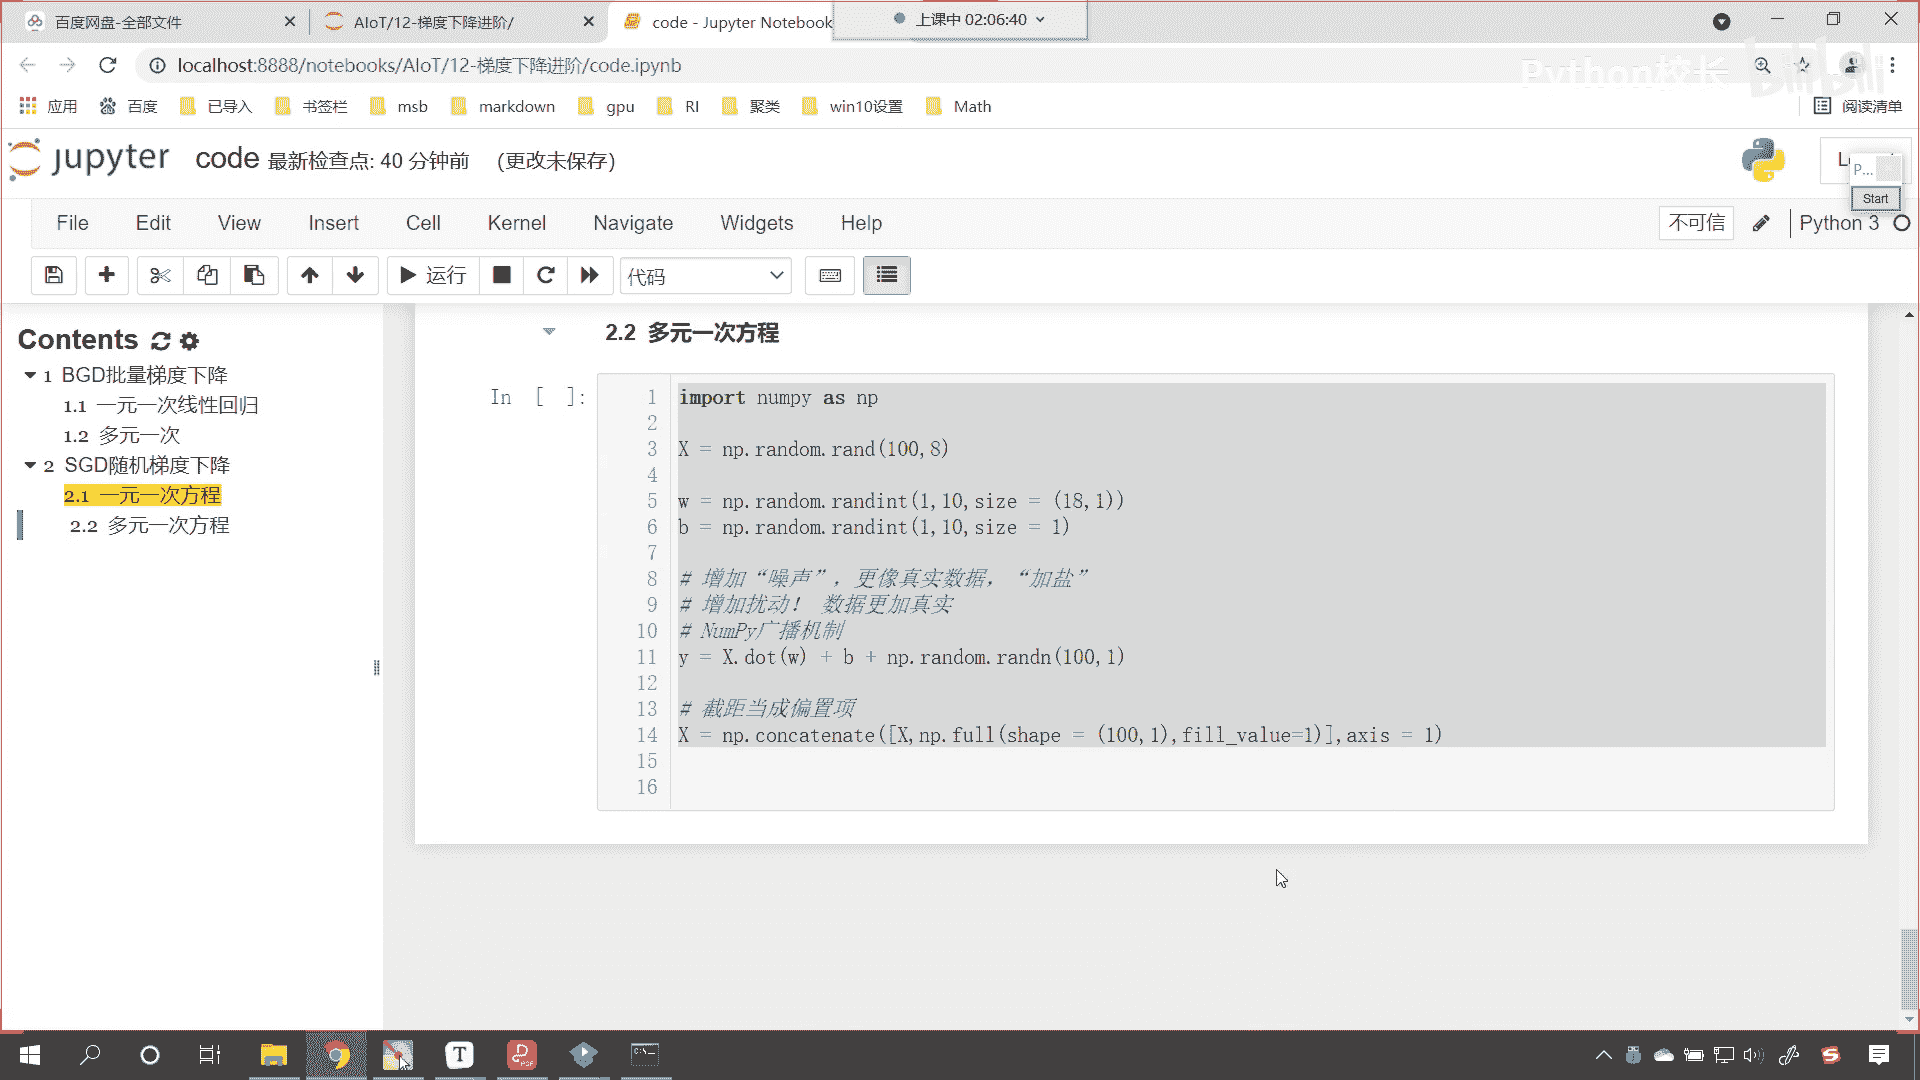 百度网盘-全部文件
AIoT/12-梯度下降进阶/
code - Jupyter Notebook
上课中 02:06:40
localhost:8888/notebooks/AIoT/12-梯度下降进阶/code.ipynb
Python校长
bilibili
应用 百度 已导入 书签栏 msb markdown gpu RI 聚类 win10设置 Math 阅读清单
jupyter code 最新检查点: 40 分钟前 (更改未保存)
P...
Start
File Edit View Insert Cell Kernel Navigate Widgets Help 不可信 Python 3
运行 代码
Contents
1 BGD批量梯度下降
1.1 一元一次线性回归
1.2 多元一次
2 SGD随机梯度下降
2.1 一元一次方程
2.2 多元一次方程
2.2 多元一次方程
In [ ]:
1 import numpy as np
2
3 X = np.random.rand(100,8)
4
5 w = np.random.randint(1,10,size = (18,1))
6 b = np.random.randint(1,10,size = 1)
7
8 # 增加“噪声”，更像真实数据，“加盐”
9 # 增加扰动！ 数据更加真实
10 # NumPy广播机制
11 y = X.dot(w) + b + np.random.randn(100,1)
12
13 # 截距当成偏置项
14 X = np.concatenate([X,np.full(shape = (100,1),fill_value=1)],axis = 1)
15
16